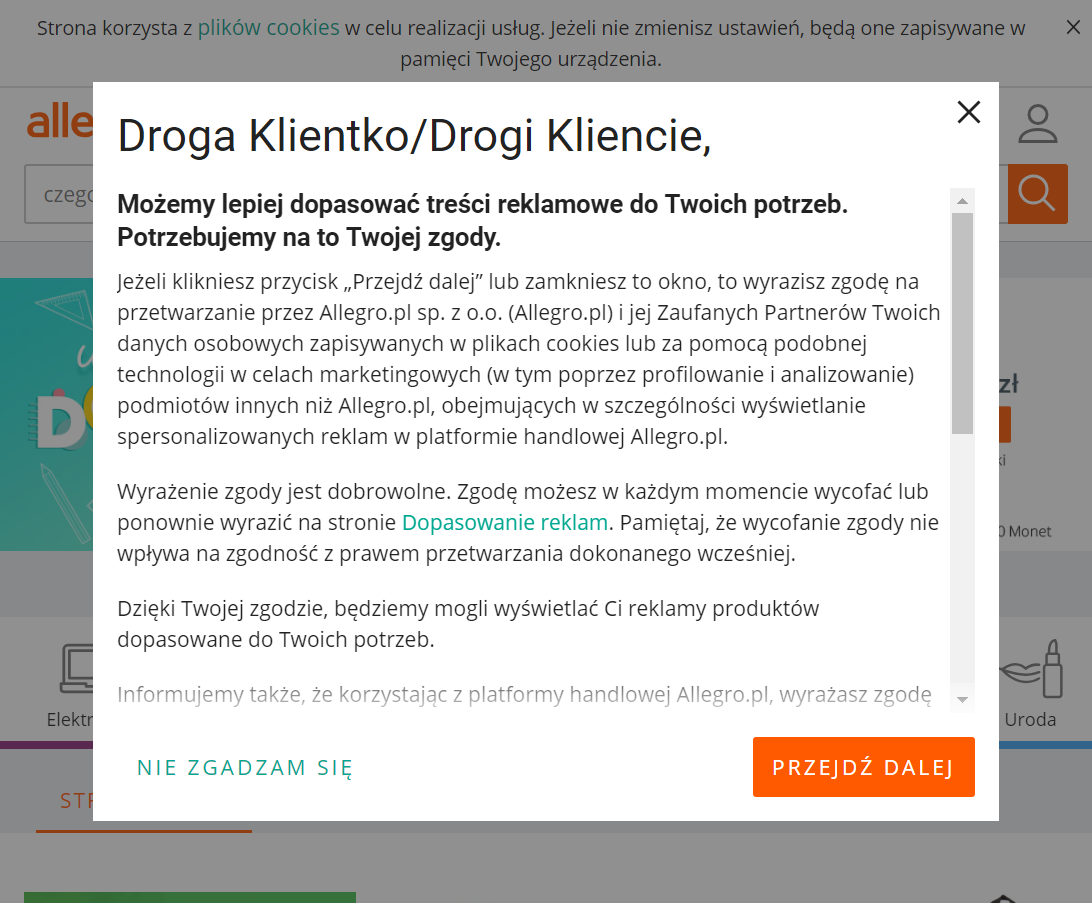 Strona korzysta z plików cookies w celu realizacji usług. Jeżeli nie zmienisz ustawień, będą one zapisywane w
pamięci Twojego urządzenia.
Droga Klientko/Drogi Kliencie,
Możemy lepiej dopasować treści reklamowe do Twoich potrzeb.
Potrzebujemy na to Twojej zgody.
Jeżeli klikniesz przycisk „Przejdź dalej” lub zamkniesz to okno, to wyrazisz zgodę na
przetwarzanie przez Allegro.pl sp. z o.o. (Allegro.pl) i jej Zaufanych Partnerów Twoich
danych osobowych zapisywanych w plikach cookies lub za pomocą podobnej
technologii w celach marketingowych (w tym poprzez profilowanie i analizowanie)
podmiotów innych niż Allegro.pl, obejmujących w szczególności wyświetlanie
spersonalizowanych reklam w platformie handlowej Allegro.pl.
Wyrażenie zgody jest dobrowolne. Zgodę możesz w każdym momencie wycofać lub
ponownie wyrazić na stronie Dopasowanie reklam. Pamiętaj, że wycofanie zgody nie
wpływa na zgodność z prawem przetwarzania dokonanego wcześniej.
Dzięki Twojej zgodzie, będziemy mogli wyświetlać Ci reklamy produktów
dopasowane do Twoich potrzeb.
Informujemy także, że korzystając z platformy handlowej Allegro.pl, wyrażasz zgodę
NIE ZGADZAM SIĘ
PRZEJDŹ DALEJ
alle
czego
zł
ki
0 Monet
Elektr
Uroda
STR